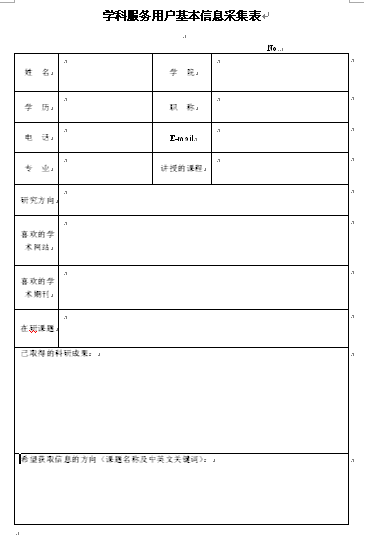 学科服务用户基本信息采集表
No.
姓 名
学 院
学 历
职 称
电 话
E-mail
专 业
讲授的课程
研究方向
喜欢的学
术网站
喜欢的学
术期刊
在研课题
已取得的科研成果：
希望获取信息的方向（课题名称及中英文关键词）：